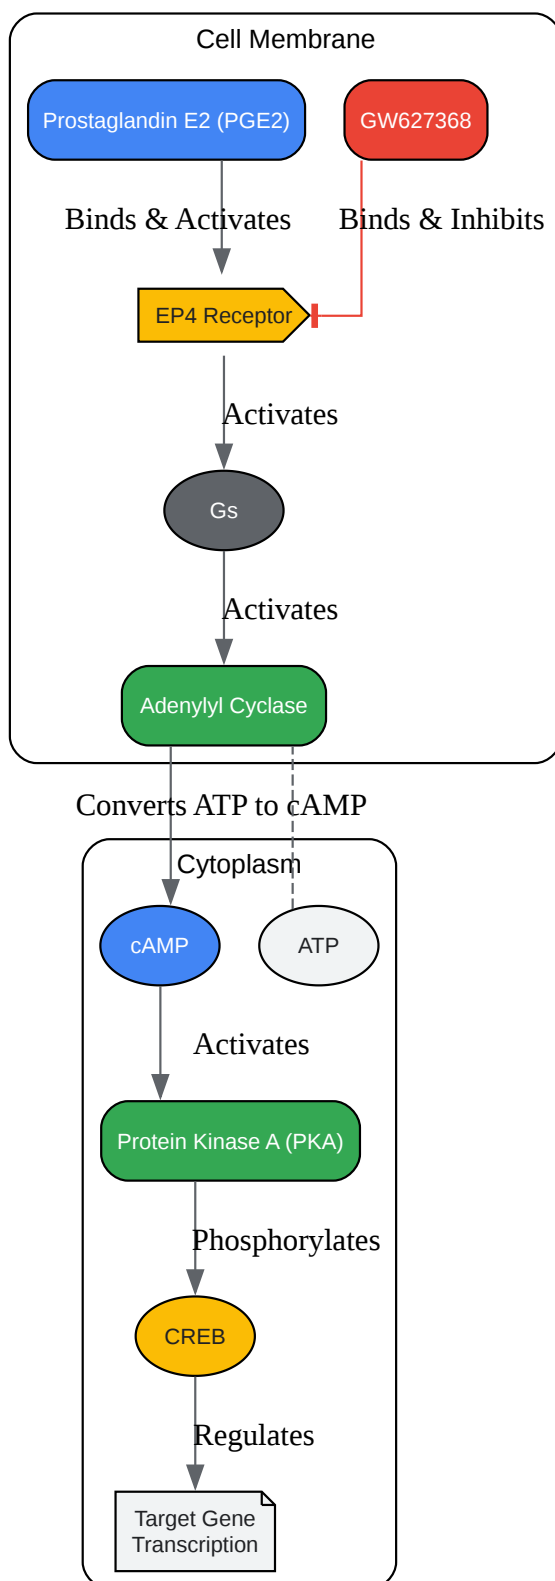 Cell Membrane
Prostaglandin E2 (PGE2)
GW627368
Binds & Activates
Binds & Inhibits
EP4 Receptor
Activates
Gs
Activates
Adenylyl Cyclase
Converts ATP to cAMP
Cytoplasm
cAMP
ATP
Activates
Protein Kinase A (PKA)
Phosphorylates
CREB
Regulates
Target Gene
Transcription